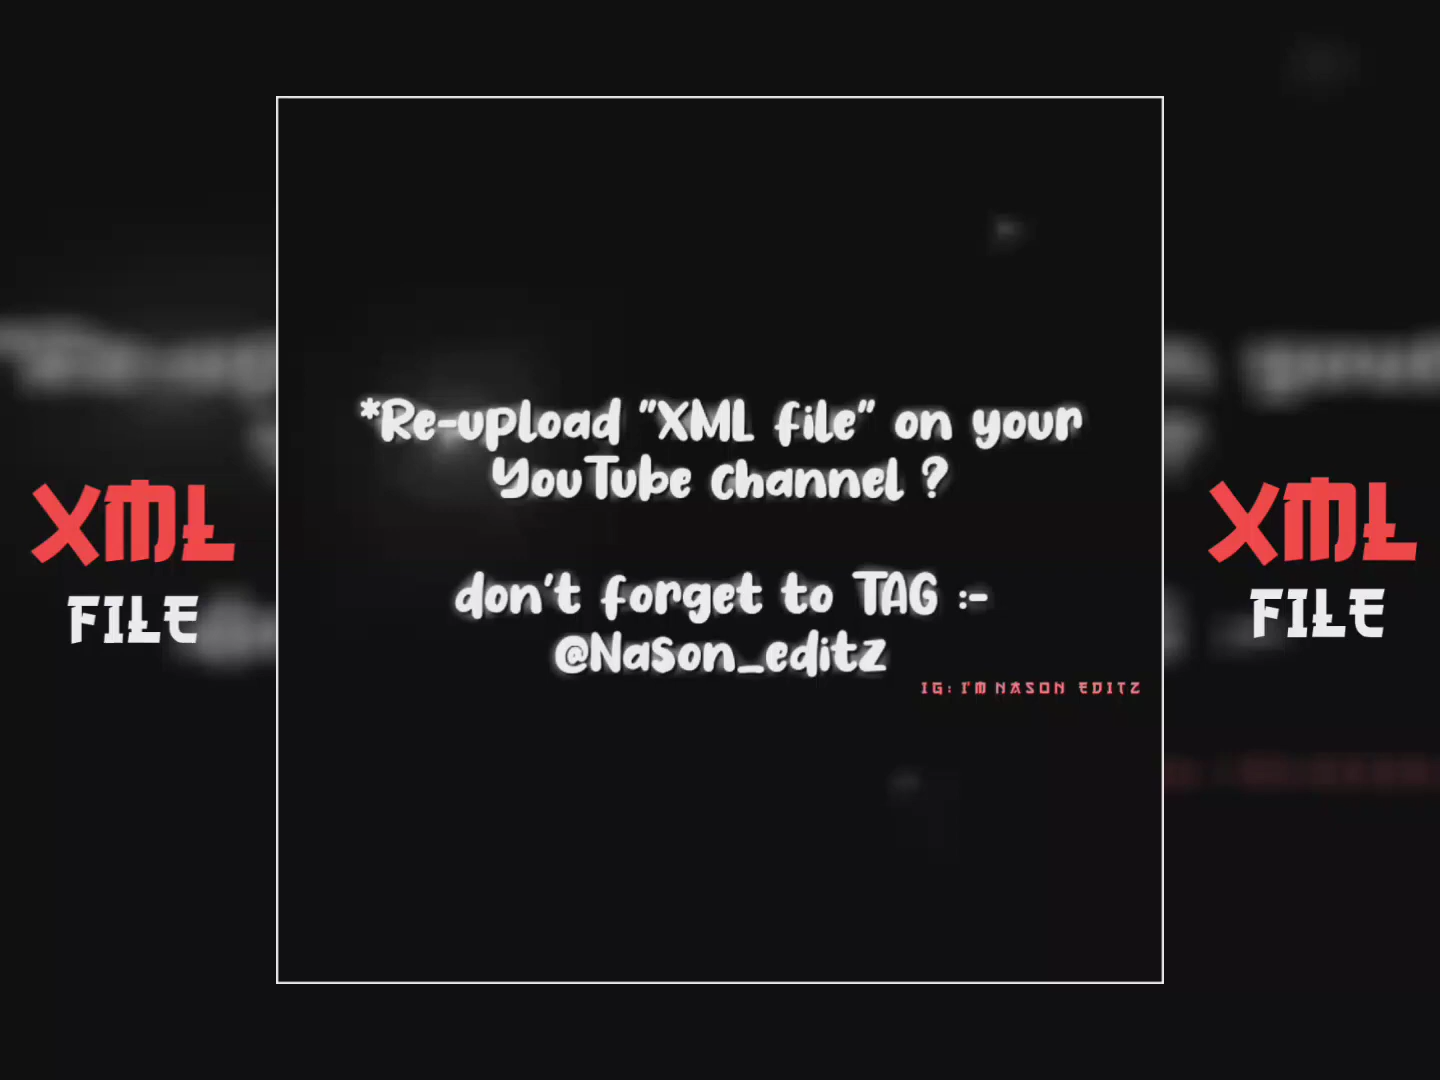 *Re-upload "XML file" on your
YouTube channel ?
don't forget to TAG :-
@Nason_editz
IG: I'M NASON EDITZ
XML
FILE
XML
FILE